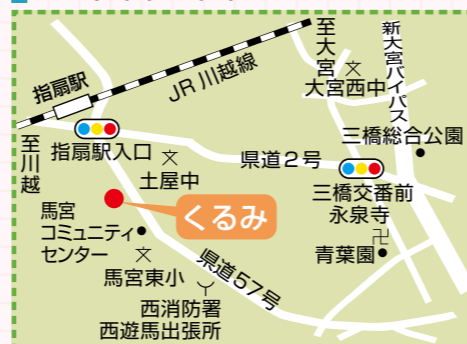 至大宮
新大宮バイパス
大宮西中
指扇駅
JR川越線
三橋総合公園
至川越
指扇駅入口
県道2号
土屋中
三橋交番前
永泉寺
馬宮
コミュニティ
センター
くるみ
青葉園
馬宮東小
県道57号
西消防署
西遊馬出張所